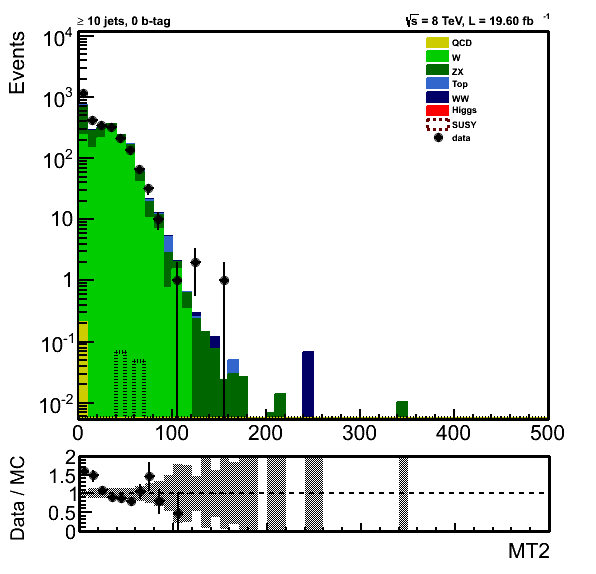 ≥ 10 jets, 0 b-tag
√s = 8 TeV, L = 19.60 fb⁻¹
Events
10⁴
10³
10²
10
1
10⁻¹
10⁻²
QCD
W
ZX
Top
WW
Higgs
SUSY
data
0 100 200 300 400 500
Data / MC
2
1.5
1
0.5
0
MT2